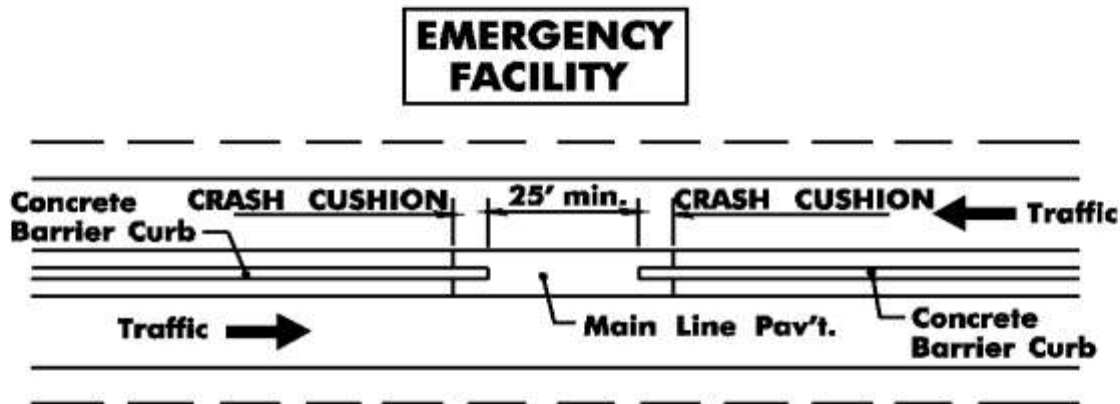 EMERGENCY
FACILITY
Concrete
Barrier Curb
CRASH CUSHION
25' min.
CRASH CUSHION
Traffic
Traffic
Main Line Pav't.
Concrete
Barrier Curb